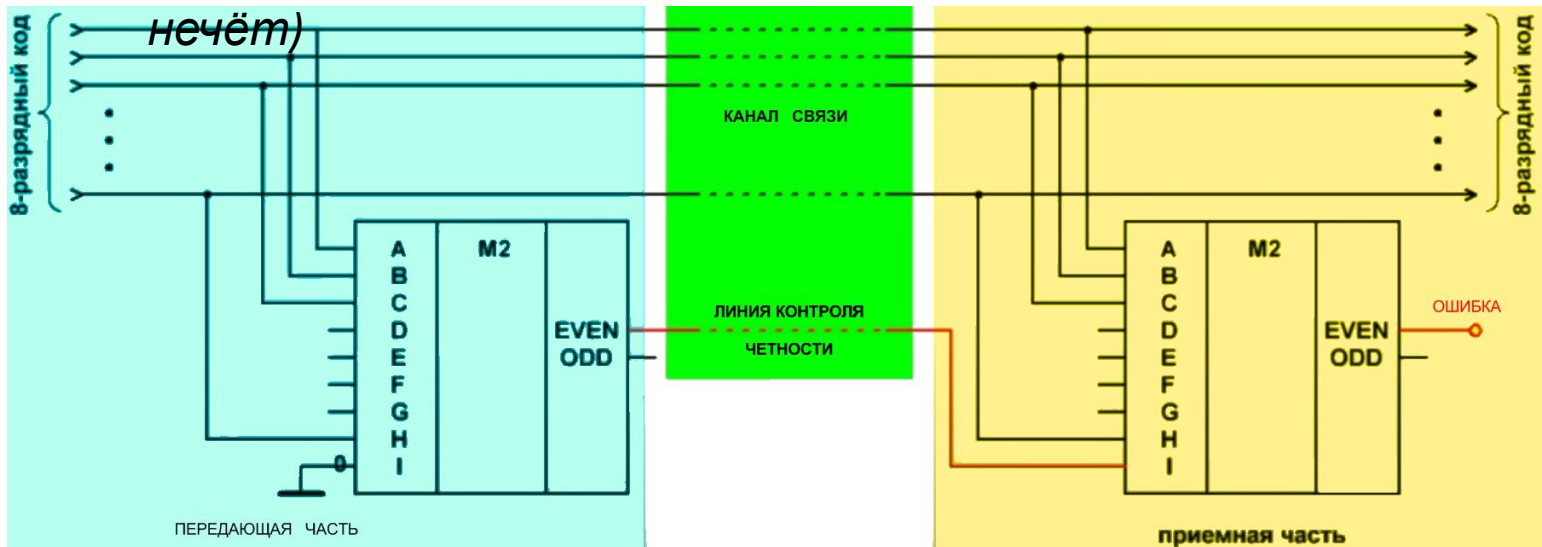 нечёт)
8-разрядный код
КАНАЛ СВЯЗИ
8-разрядный код
A
B
C
D
E
F
G
H
I
M2
EVEN
ODD
0
ЛИНИЯ КОНТРОЛЯ
ЧЕТНОСТИ
A
B
C
D
E
F
G
H
I
M2
EVEN
ODD
ОШИБКА
ПЕРЕДАЮЩАЯ ЧАСТЬ
приемная часть